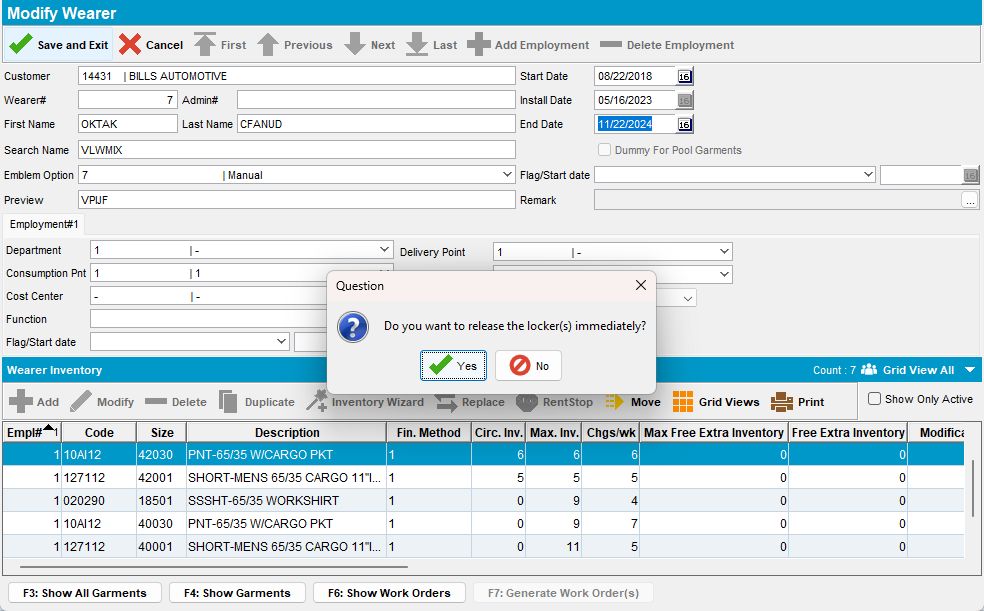 Modify Wearer
Save and Exit Cancel First Previous Next Last Add Employment Delete Employment
Customer 14431 | BILLS AUTOMOTIVE Start Date 08/22/2018 16
Wearer# 7 Admin# Install Date 05/16/2023 16
First Name OKTAK Last Name CFANUD End Date 11/22/2024 16
Search Name VLWMIX Dummy For Pool Garments
Emblem Option 7 | Manual Flag/Start date 16
Preview VPIJF Remark ...
Employment#1
Department 1 | - Delivery Point 1 | -
Consumption Pnt 1 | 1
Cost Center - | -
Function
Flag/Start date
Question
Do you want to release the locker(s) immediately?
Yes No
Wearer Inventory Count : 7 Grid View All
Add Modify Delete Duplicate Inventory Wizard Replace RentStop Move Grid Views Print Show Only Active
Empl# 1 Code Size Description Fin. Method Circ. Inv. Max. Inv. Chgs/wk Max Free Extra Inventory Free Extra Inventory Modifica
1 10AI12 42030 PNT-65/35 W/CARGO PKT 1 6 6 6 0 0
1 127112 42001 SHORT-MENS 65/35 CARGO 11"I... 1 5 5 5 0 0
1 020290 18501 SSSHT-65/35 WORKSHIRT 1 0 9 4 0 0
1 10AI12 40030 PNT-65/35 W/CARGO PKT 1 0 9 7 0 0
1 127112 40001 SHORT-MENS 65/35 CARGO 11"I... 1 0 11 5 0 0
F3: Show All Garments F4: Show Garments F6: Show Work Orders F7: Generate Work Order(s)